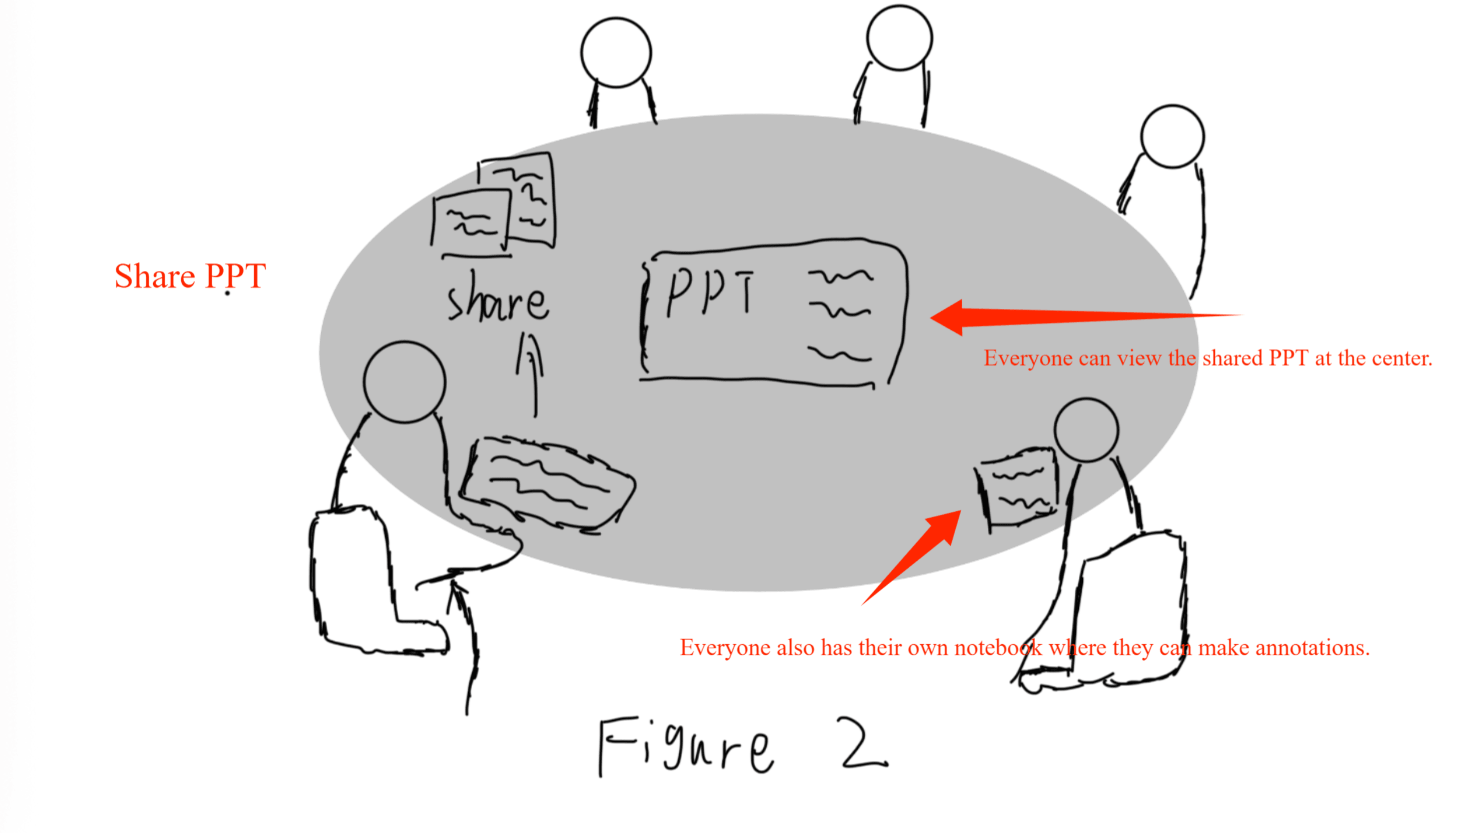 Share PPT
share
PPT
Everyone can view the shared PPT at the center.
Everyone also has their own notebook where they can make annotations.
Figure 2